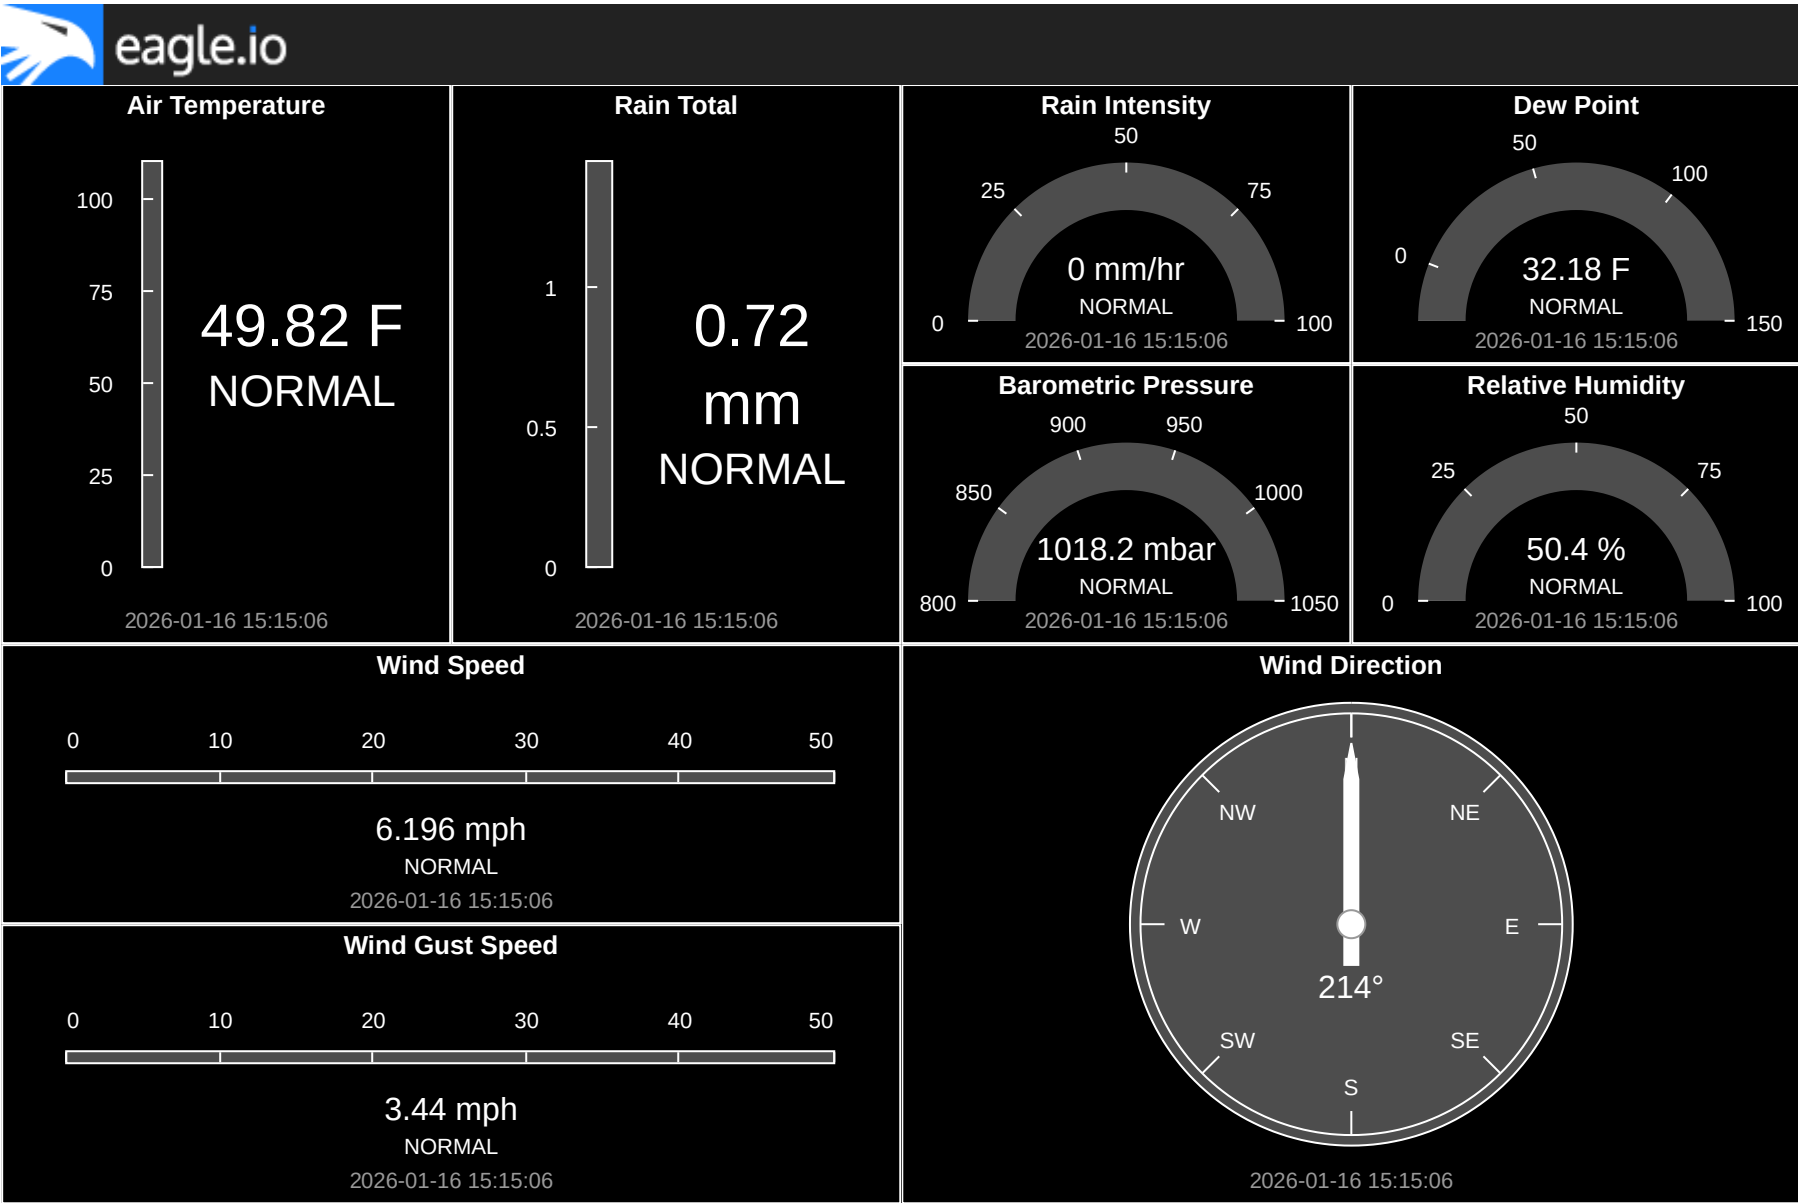 eagle.io
Air Temperature
100
75
50
25
0
49.82 F
NORMAL
2026-01-16 15:15:06
Rain Total
1
0.5
0
0.72
mm
NORMAL
2026-01-16 15:15:06
Rain Intensity
0
25
50
75
100
0 mm/hr
NORMAL
2026-01-16 15:15:06
Dew Point
0
50
100
150
32.18 F
NORMAL
2026-01-16 15:15:06
Barometric Pressure
800
850
900
950
1000
1050
1018.2 mbar
NORMAL
2026-01-16 15:15:06
Relative Humidity
0
25
50
75
100
50.4 %
NORMAL
2026-01-16 15:15:06
Wind Speed
0 10 20 30 40 50
6.196 mph
NORMAL
2026-01-16 15:15:06
Wind Gust Speed
0 10 20 30 40 50
3.44 mph
NORMAL
2026-01-16 15:15:06
Wind Direction
NW NE
W E
214°
SW SE
S
2026-01-16 15:15:06